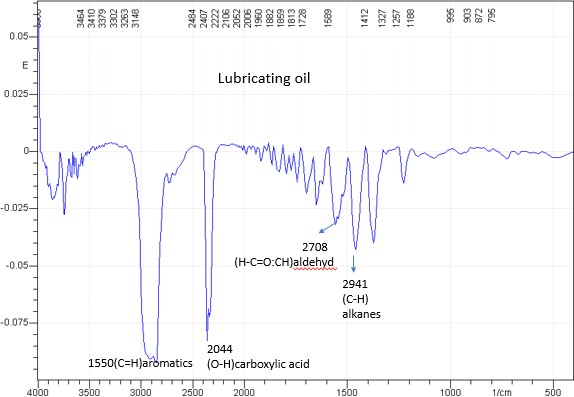 3464 3410 3379 3302 3263 3148 2484 2407 2222 2106 2052 2006 1960 1882 1859 1813 1728 1589 1412 1327 1257 1188 995 903 872 795
0.05
E
Lubricating oil
0.025
0
-0.025
2708
(H-C=O:CH)aldehyd
-0.05
2941
(C-H)
alkanes
-0.075
2044
1550(C=H)aromatics
(O-H)carboxylic acid
4000 3500 3000 2500 2000 1500 1000 500 1/cm